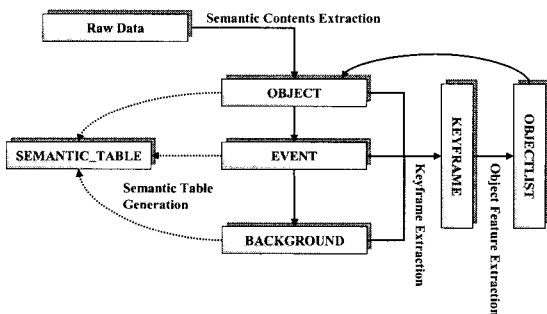 Semantic Contents Extraction
Raw Data
OBJECT
SEMANTIC_TABLE
EVENT
Semantic Table
Generation
BACKGROUND
Keyframe Extraction
KEYFRAME
Object Feature Extraction
OBJECTLIST